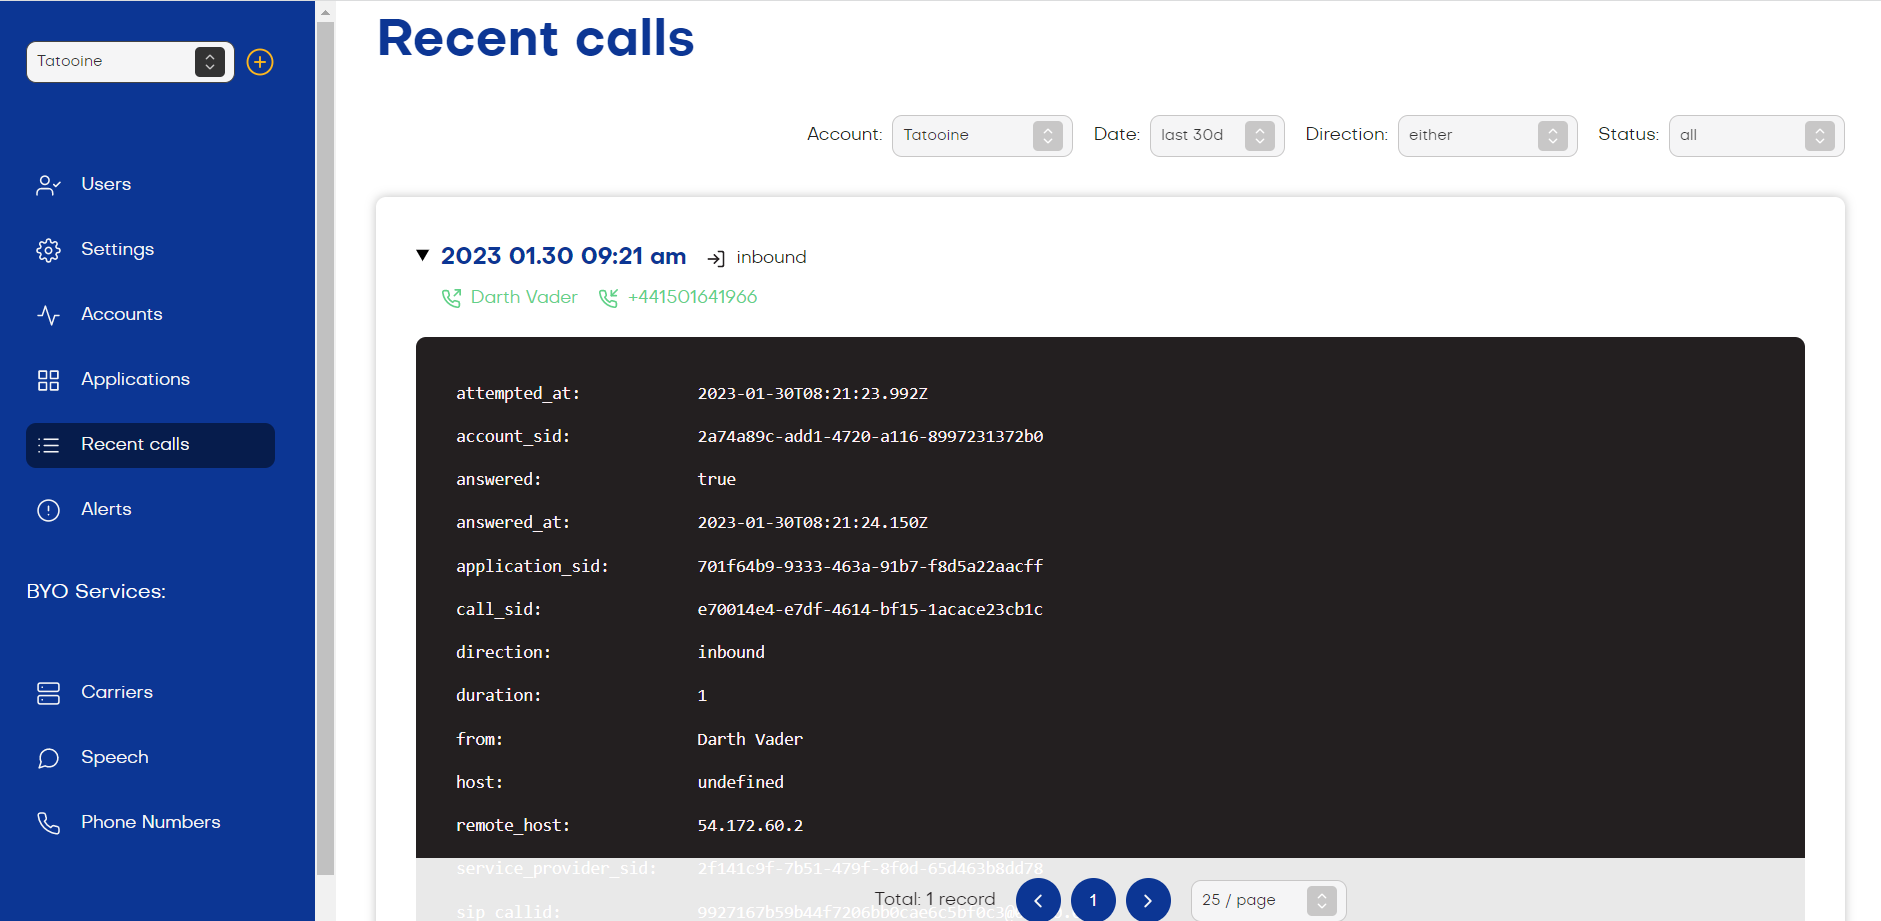 Tatooine
Users
Settings
Accounts
Applications
Recent calls
Alerts
BYO Services:
Carriers
Speech
Phone Numbers
Recent calls
Account: Tatooine Date: last 30d Direction: either Status: all
2023 01.30 09:21 am inbound
Darth Vader +441501641966
attempted_at: 2023-01-30T08:21:23.992Z
account_sid: 2a74a89c-add1-4720-a116-8997231372b0
answered: true
answered_at: 2023-01-30T08:21:24.150Z
application_sid: 701f64b9-9333-463a-91b7-f8d5a22aacff
call_sid: e70014e4-e7df-4614-bf15-1acace23cb1c
direction: inbound
duration: 1
from: Darth Vader
host: undefined
remote_host: 54.172.60.2
service_provider_sid: 2f141c9f-7b51-479f-8f0d-65d463b8dd78
Total: 1 record 1 25 / page
sip_callid: